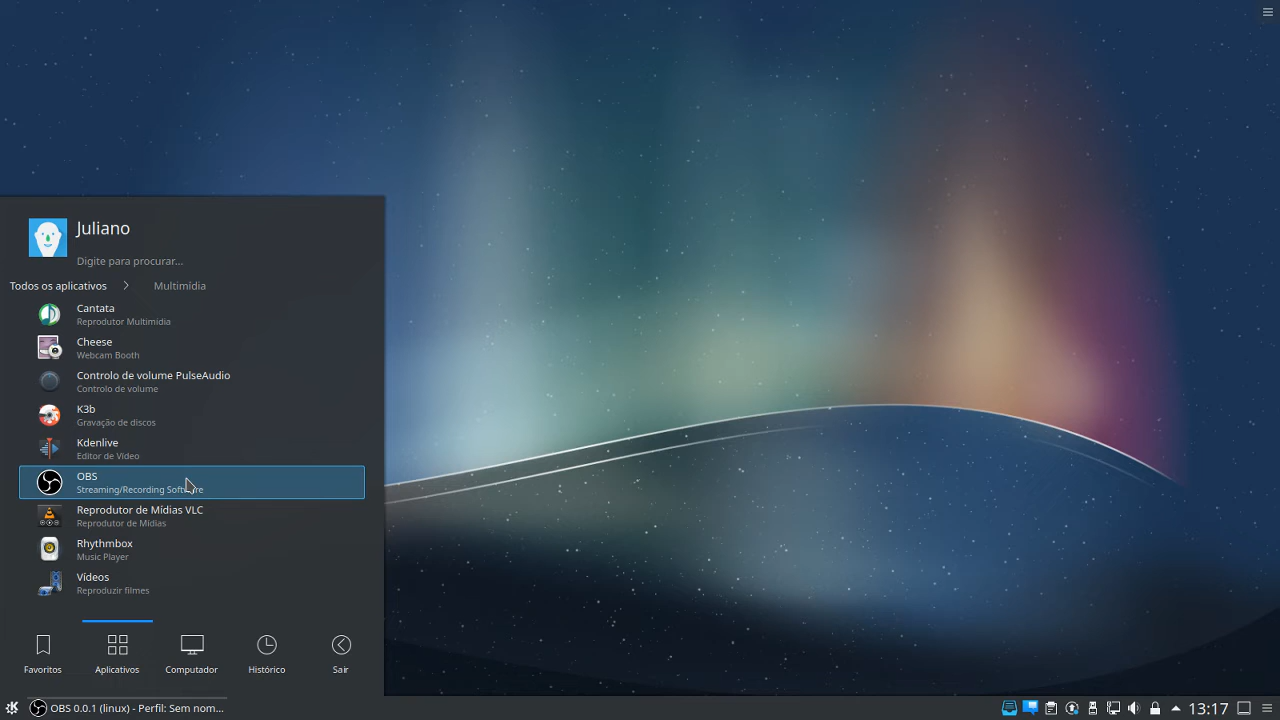 Juliano
Digite para procurar...
Todos os aplicativos
Multimídia
Cantata
Reprodutor Multimídia
Cheese
Webcam Booth
Controlo de volume PulseAudio
Controlo de volume
K3b
Gravação de discos
Kdenlive
Editor de Vídeo
OBS
Streaming/Recording Software
Reprodutor de Mídias VLC
Reprodutor de Mídias
Rhythmbox
Music Player
Vídeos
Reproduzir filmes
Favoritos
Aplicativos
Computador
Histórico
Sair
OBS 0.0.1 (linux) - Perfil: Sem nom...
13:17